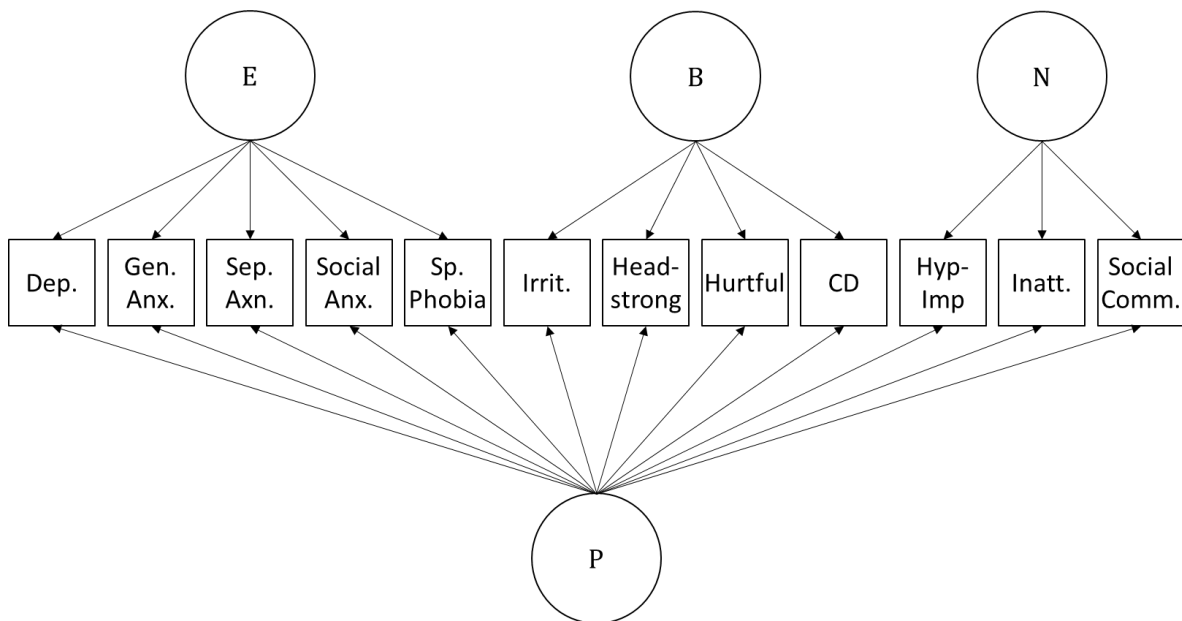 E
B
N
Dep.
Gen.
Anx.
Sep.
Axn.
Social
Anx.
Sp.
Phobia
Irrit.
Head-
strong
Hurtful
CD
Hyp-
Imp
Inatt.
Social
Comm.
P